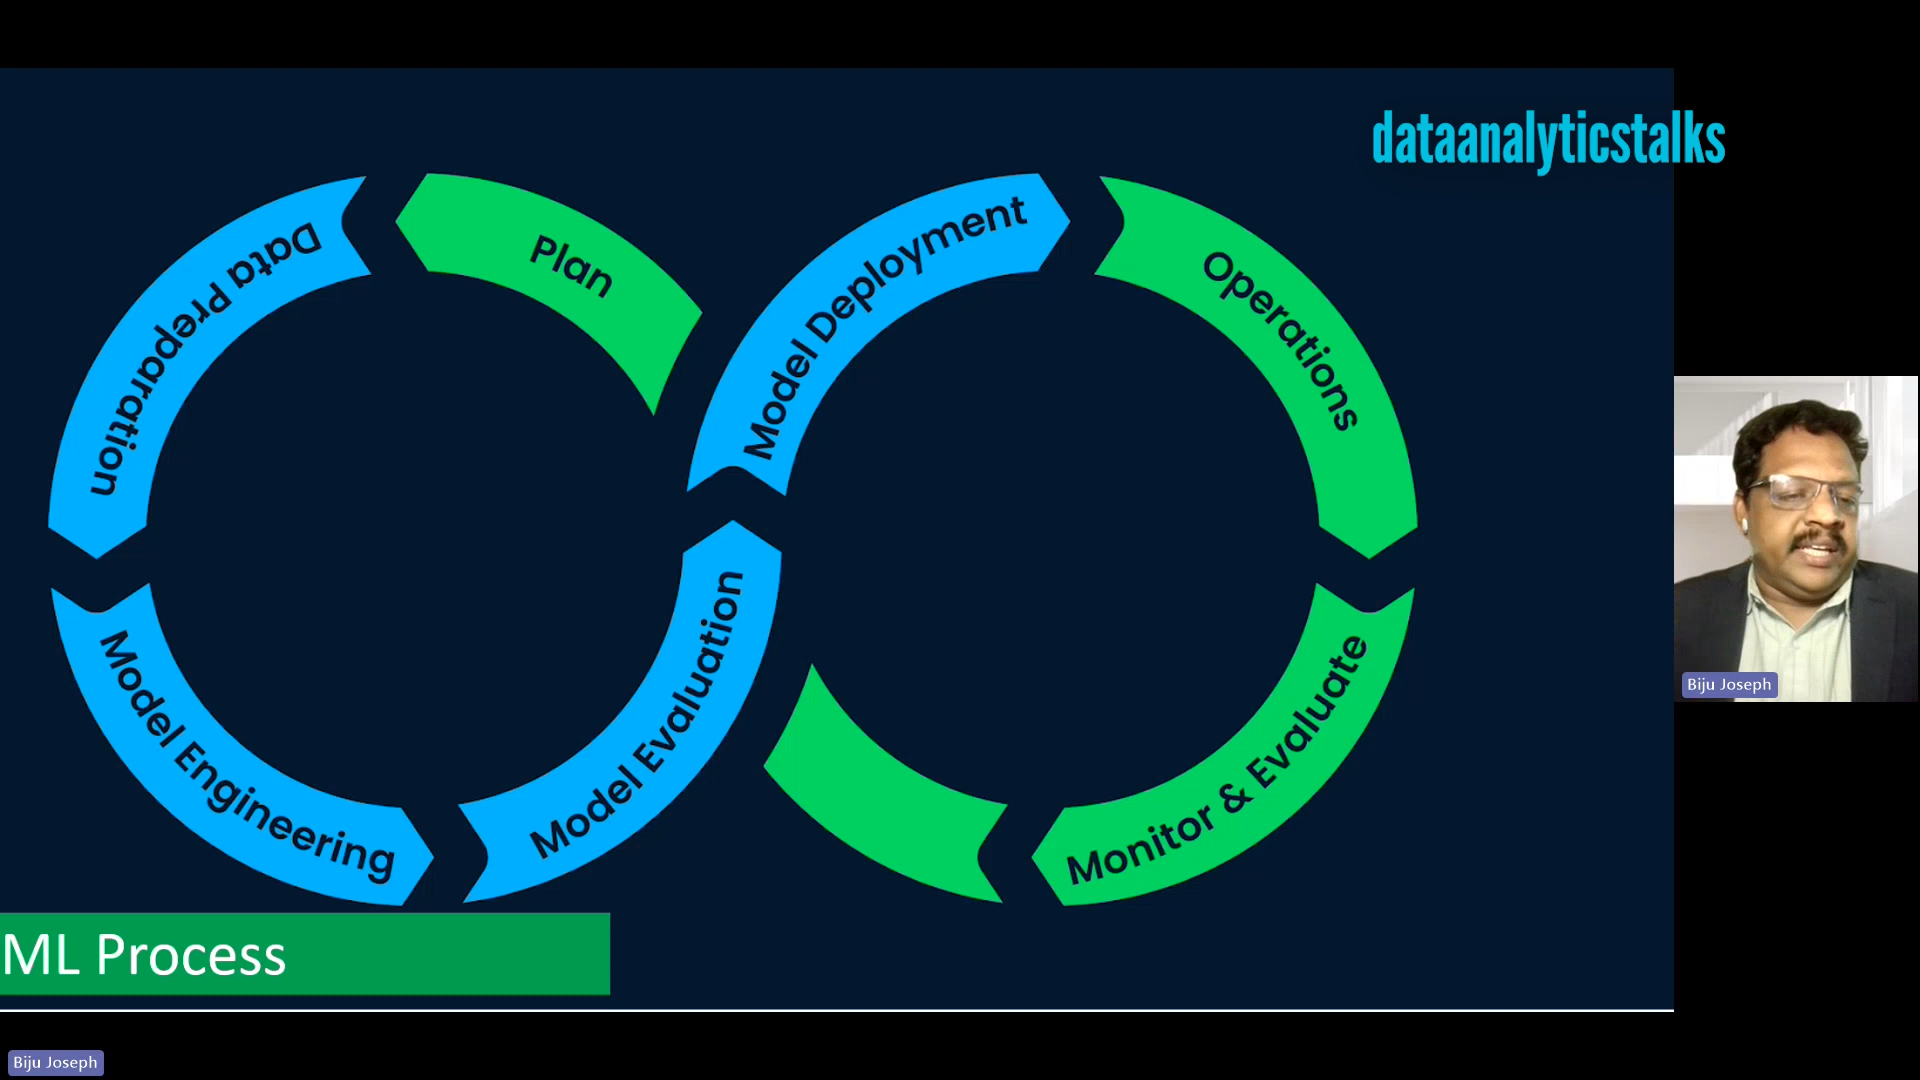 dataanalyticstalks
Plan
Data Preparation
Model Engineering
Model Evaluation
Model Deployment
Operations
Monitor & Evaluate
ML Process
Biju Joseph
Biju Joseph